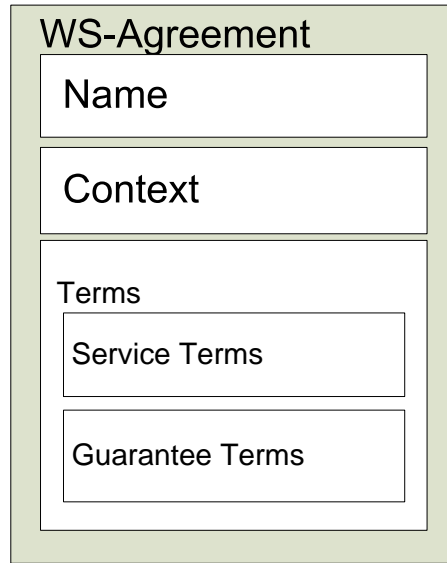 WS-Agreement
Name
Context
Terms
Service Terms
Guarantee Terms